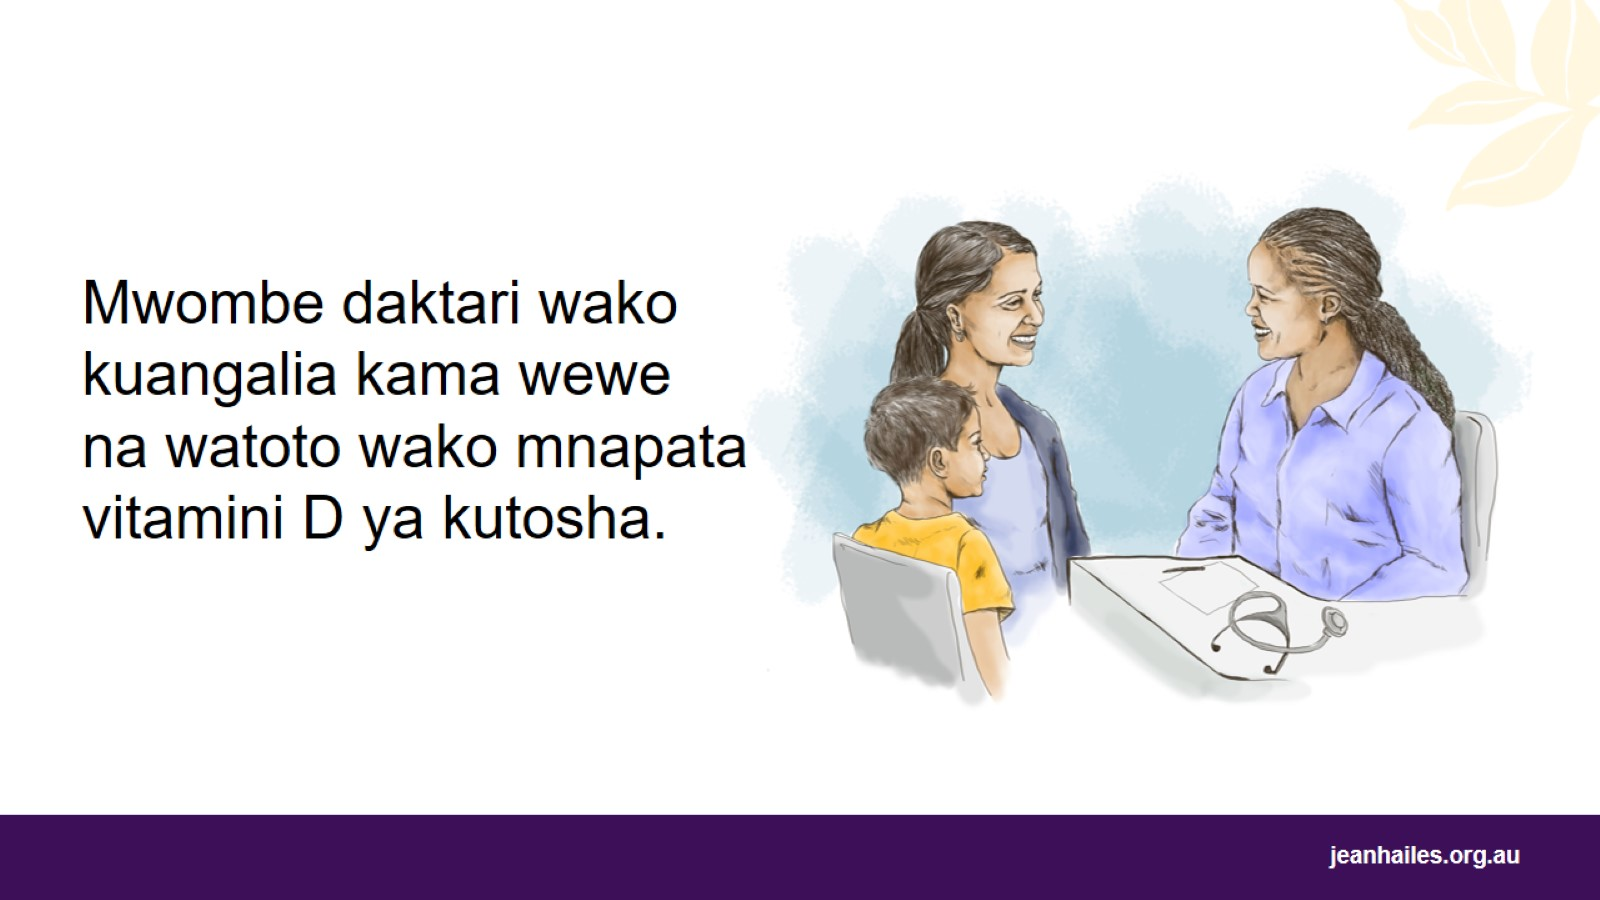 Mwombe daktari wako
kuangalia kama wewe
na watoto wako mnapata
vitamini D ya kutosha.
jeanhailes.org.au